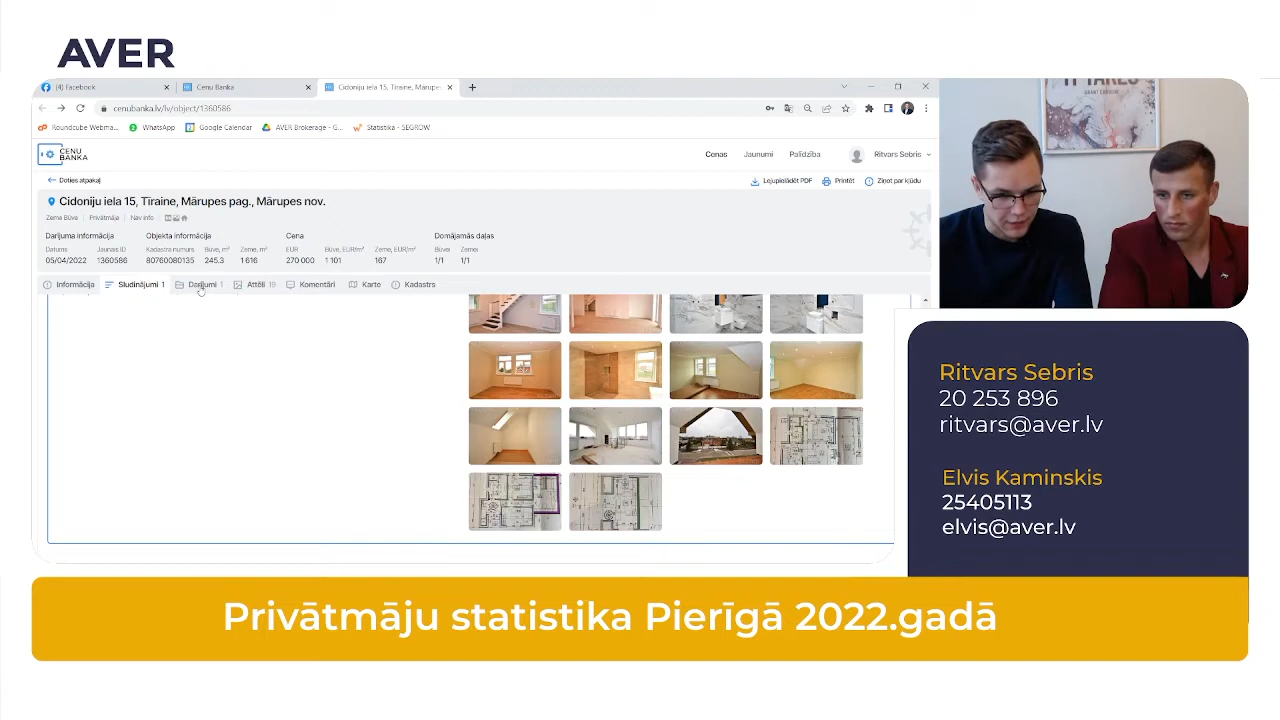 AVER
(4) Facebook
Cenu Banka
Cidoniju iela 15, Tīraine, Mārupes
cenubanka.lv/lv/object/1360586
Roundcube Webma...
WhatsApp
Google Calendar
AVER Brokerage - G...
Statistika - SEGROW
CENU BANKA
Cenas
Jaunumi
Palīdzība
Ritvars Sebris
Doties atpakaļ
Lejupielādēt PDF
Printēt
Ziņot par kļūdu
Cidoniju iela 15, Tīraine, Mārupes pag., Mārupes nov.
Zeme Būve
Privātmāja
Nav info
Darījuma informācija
Objekta informācija
Cena
Domājamās daļas
Datums
Jaunais ID
Kadastra numurs
Būve, m²
Zeme, m²
EUR
Būve, EUR/m²
Zeme, EUR/m²
Būvei
Zemei
05/04/2022
1360586
80760080135
245.3
1 616
270 000
1 101
167
1/1
1/1
Informācija
Sludinājumi 1
Darījumi 1
Attēli 19
Komentāri
Karte
Kadastrs
Ritvars Sebris
20 253 896
ritvars@aver.lv
Elvis Kaminskis
25405113
elvis@aver.lv
Privātmāju statistika Pierīgā 2022.gadā